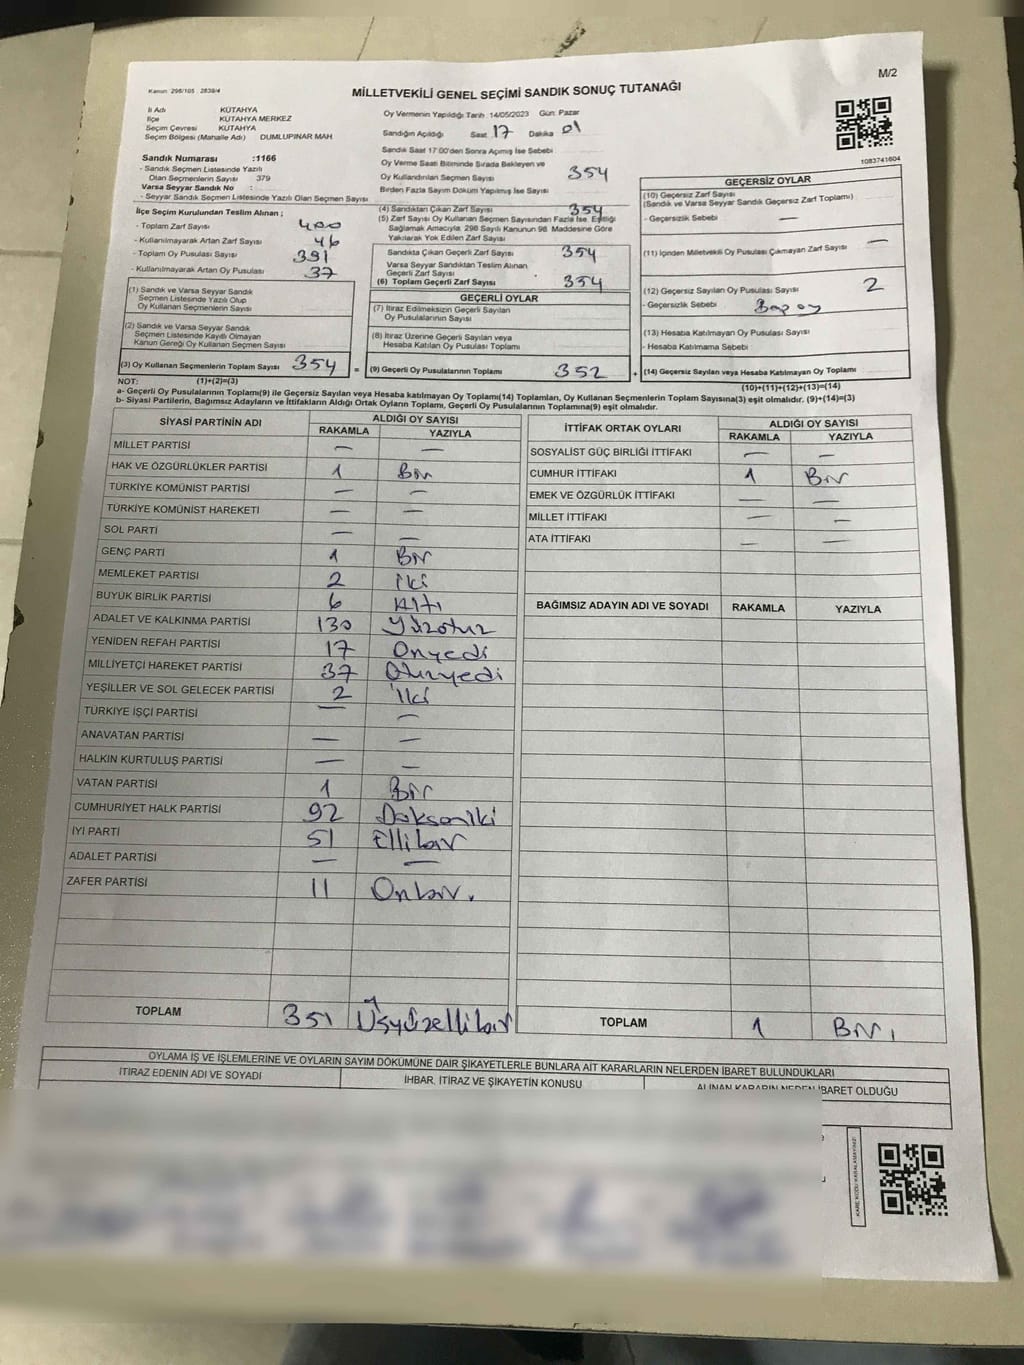 M/2
Kanun: 298/105 , 2839/4
MİLLETVEKİLİ GENEL SEÇİMİ SANDIK SONUÇ TUTANAĞI
İl Adı KÜTAHYA
İlçe KÜTAHYA MERKEZ
Seçim Çevresi KÜTAHYA
Seçim Bölgesi (Mahalle Adı) DUMLUPINAR MAH.
Oy Vermenin Yapıldığı Tarih : 14/05/2023 Gün: Pazar
Sandığın Açıldığı Saat 17 Dakika 01
Sandık Saat 17:00'den Sonra Açılmış İse Sebebi :
Oy Verme Saati Bitiminde Sırada Bekleyen ve
Oy Kullandırılan Seçmen Sayısı 354
Birden Fazla Sayım Döküm Yapılmış İse Sayısı
1083741604
Sandık Numarası :1166
- Sandık Seçmen Listesinde Yazılı
Olan Seçmenlerin Sayısı 379
Varsa Seyyar Sandık No :
- Seyyar Sandık Seçmen Listesinde Yazılı Olan Seçmen Sayısı
İlçe Seçim Kurulundan Teslim Alınan ;
- Toplam Zarf Sayısı 400
- Kullanılmayarak Artan Zarf Sayısı 46
- Toplam Oy Pusulası Sayısı 391
- Kullanılmayarak Artan Oy Pusulası 37
(1) Sandık ve Varsa Seyyar Sandık
Seçmen Listesinde Yazılı Olup
Oy Kullanan Seçmenlerin Sayısı
(2) Sandık ve Varsa Seyyar Sandık
Seçmen Listesinde Kayıtlı Olmayan
Kanun Gereği Oy Kullanan Seçmen Sayısı
(3) Oy Kullanan Seçmenlerin Toplam Sayısı 354
(4) Sandıktan Çıkan Zarf Sayısı 354
(5) Zarf Sayısı Oy Kullanan Seçmen Sayısından Fazla İse, Eşitliği
Sağlamak Amacıyla, 298 Sayılı Kanunun 98. Maddesine Göre
Yakılarak Yok Edilen Zarf Sayısı
Sandıkta Çıkan Geçerli Zarf Sayısı 354
Varsa Seyyar Sandıktan Teslim Alınan
Geçerli Zarf Sayısı
(6) Toplam Geçerli Zarf Sayısı 354
GEÇERLİ OYLAR
(7) İtiraz Edilmeksizin Geçerli Sayılan
Oy Pusulalarının Sayısı
(8) İtiraz Üzerine Geçerli Sayılan veya
Hesaba Katılan Oy Pusulası Toplamı
= (9) Geçerli Oy Pusulalarının Toplamı 352 +
GEÇERSİZ OYLAR
(10) Geçersiz Zarf Sayısı
(Sandık ve Varsa Seyyar Sandık Geçersiz Zarf Toplamı)
- Geçersizlik Sebebi : —
(11) İçinden Milletvekili Oy Pusulası Çıkmayan Zarf Sayısı —
(12) Geçersiz Sayılan Oy Pusulası Sayısı 2
- Geçersizlik Sebebi :
(13) Hesaba Katılmayan Oy Pusulası Sayısı
- Hesaba Katılmama Sebebi :
(14) Geçersiz Sayılan veya Hesaba Katılmayan Oy Toplamı
NOT: (1)+(2)=(3) (10)+(11)+(12)+(13)=(14)
a- Geçerli Oy Pusulalarının Toplamı(9) ile Geçersiz Sayılan veya Hesaba katılmayan Oy Toplamı(14) Toplamları, Oy Kullanan Seçmenlerin Toplam Sayısına(3) eşit olmalıdır. (9)+(14)=(3)
b- Siyasi Partilerin, Bağımsız Adayların ve İttifakların Aldığı Ortak Oyların Toplamı, Geçerli Oy Pusulalarının Toplamına(9) eşit olmalıdır.
SİYASİ PARTİNİN ADI ALDIĞI OY SAYISI
RAKAMLA YAZIYLA
MİLLET PARTİSİ — —
HAK VE ÖZGÜRLÜKLER PARTİSİ 1 Bir
TÜRKİYE KOMÜNİST PARTİSİ — —
TÜRKİYE KOMÜNİST HAREKETİ — —
SOL PARTİ — —
GENÇ PARTİ 1 Bir
MEMLEKET PARTİSİ 2 iki
BÜYÜK BİRLİK PARTİSİ 6 Altı
ADALET VE KALKINMA PARTİSİ 130 Yüzotuz
YENİDEN REFAH PARTİSİ 17 Onyedi
MİLLİYETÇİ HAREKET PARTİSİ 37 Otuzyedi
YEŞİLLER VE SOL GELECEK PARTİSİ 2 İki
TÜRKİYE İŞÇİ PARTİSİ — —
ANAVATAN PARTİSİ — —
HALKIN KURTULUŞ PARTİSİ — —
VATAN PARTİSİ 1 Bir
CUMHURİYET HALK PARTİSİ 92 Doksaniki
İYİ PARTİ 51 Ellibir
ADALET PARTİSİ — —
ZAFER PARTİSİ 11 Onbir.
TOPLAM 351 Üçyüzellibir
İTTİFAK ORTAK OYLARI ALDIĞI OY SAYISI
RAKAMLA YAZIYLA
SOSYALİST GÜÇ BİRLİĞİ İTTİFAKI — —
CUMHUR İTTİFAKI 1 Bir
EMEK VE ÖZGÜRLÜK İTTİFAKI — —
MİLLET İTTİFAKI — —
ATA İTTİFAKI — —
BAĞIMSIZ ADAYIN ADI VE SOYADI RAKAMLA YAZIYLA
TOPLAM 1 Bir
OYLAMA İŞ VE İŞLEMLERİNE VE OYLARIN SAYIM DÖKÜMÜNE DAİR ŞİKAYETLERLE BUNLARA AİT KARARLARIN NELERDEN İBARET BULUNDUKLARI
İTİRAZ EDENİN ADI VE SOYADI İHBAR, İTİRAZ VE ŞİKAYETİN KONUSU ALINAN KARARIN NEDEN İBARET OLDUĞU